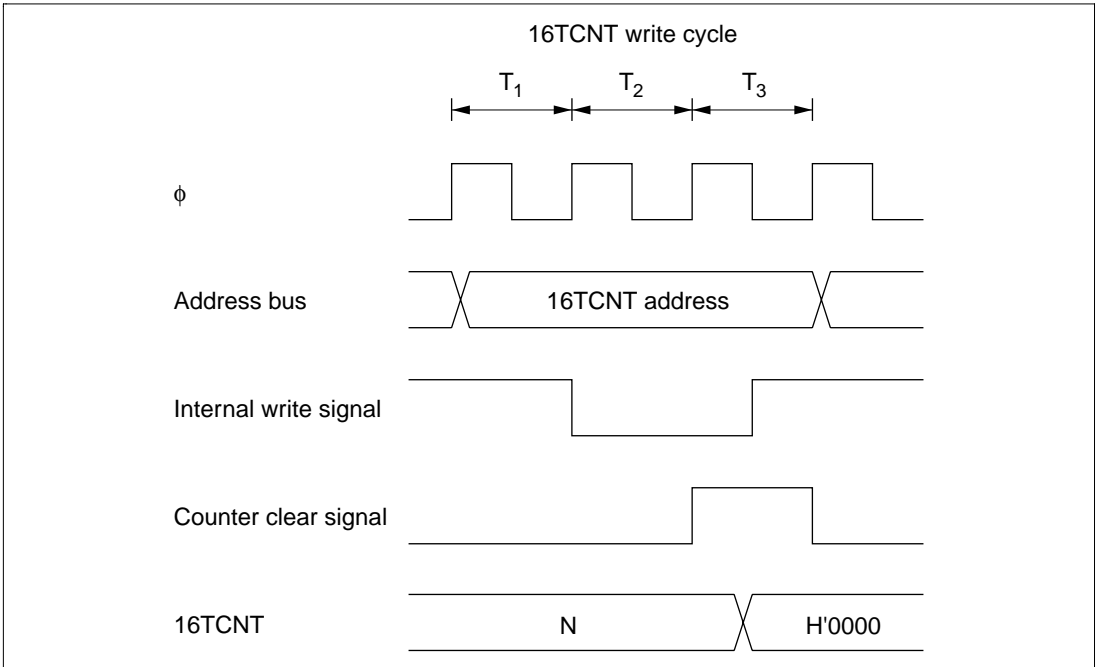 16TCNT write cycle
T1 T2 T3
φ
Address bus 16TCNT address
Internal write signal
Counter clear signal
16TCNT N H'0000